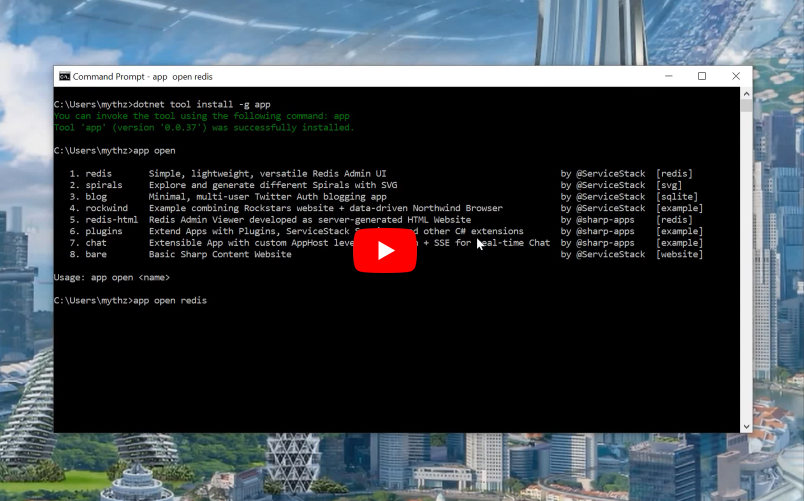 Command Prompt - app  open redis
C:\Users\mythz>dotnet tool install -g app
You can invoke the tool using the following command: app
Tool 'app' (version '0.0.37') was successfully installed.
C:\Users\mythz>app open
1. redis Simple, lightweight, versatile Redis Admin UI by @ServiceStack [redis]
2. spirals Explore and generate different Spirals with SVG by @ServiceStack [svg]
3. blog Minimal, multi-user Twitter Auth blogging app by @ServiceStack [sqlite]
4. rockwind Example combining Rockstars website + data-driven Northwind Browser by @ServiceStack [example]
5. redis-html Redis Admin Viewer developed as server-generated HTML Website by @sharp-apps [redis]
6. plugins Extend Apps with Plugins, ServiceStack other C# extensions by @sharp-apps [example]
7. chat Extensible App with custom AppHost + SSE for real-time Chat by @sharp-apps [example]
8. bare Basic Sharp Content Website by @ServiceStack [website]
Usage: app open <name>
C:\Users\mythz>app open redis